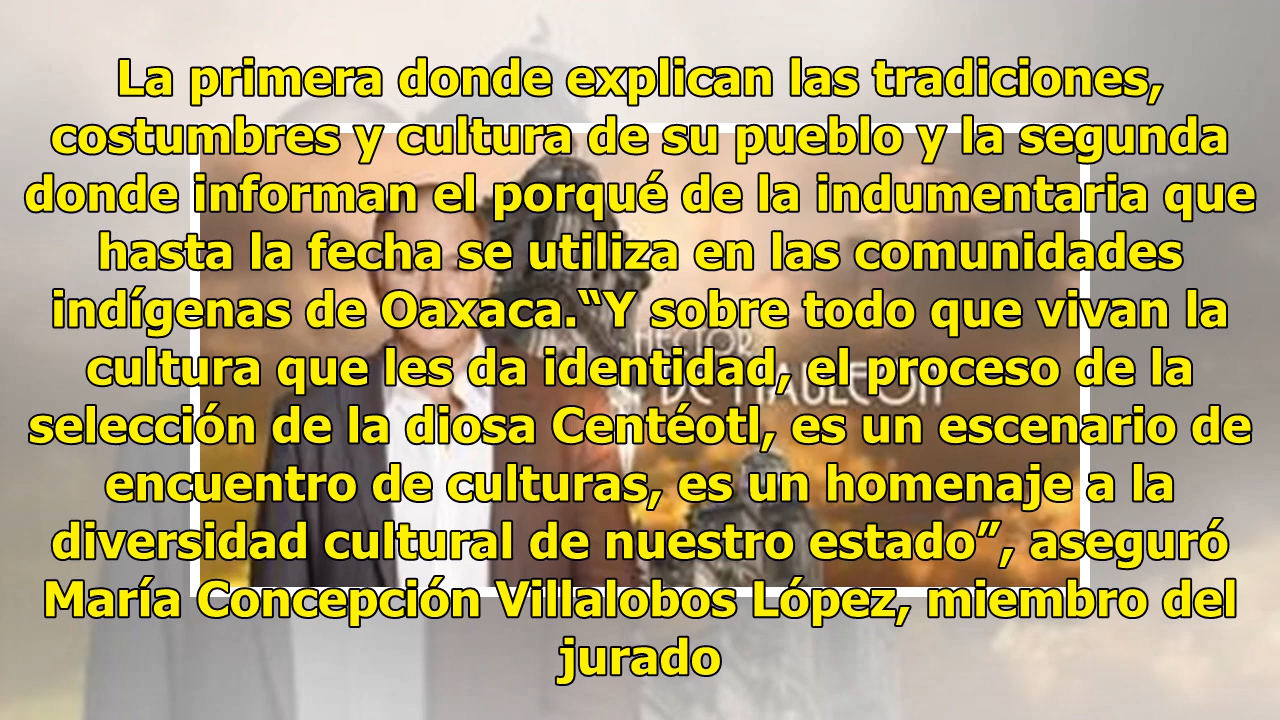 La primera donde explican las tradiciones,
costumbres y cultura de su pueblo y la segunda
donde informan el porqué de la indumentaria que
hasta la fecha se utiliza en las comunidades
indígenas de Oaxaca.“Y sobre todo que vivan la
cultura que les da identidad, el proceso de la
selección de la diosa Centéotl, es un escenario de
encuentro de culturas, es un homenaje a la
diversidad cultural de nuestro estado”, aseguró
María Concepción Villalobos López, miembro del
jurado
HÉCTOR
DE MAULEÓN